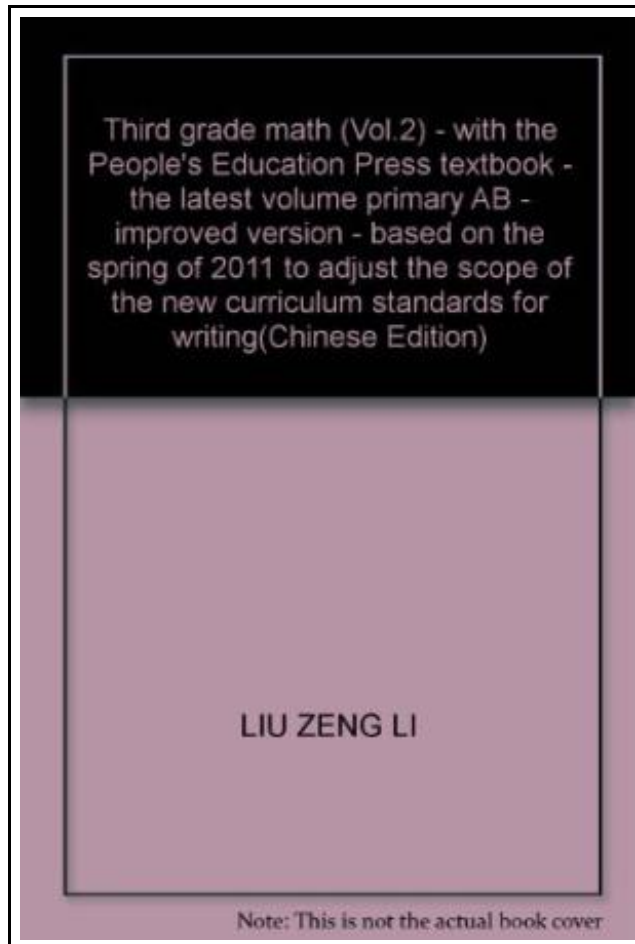 Third grade math (Vol.2) - with the
People's Education Press textbook -
the latest volume primary AB -
improved version - based on the
spring of 2011 to adjust the scope of
the new curriculum standards for
writing(Chinese Edition)
LIU ZENG LI
Note: This is not the actual book cover